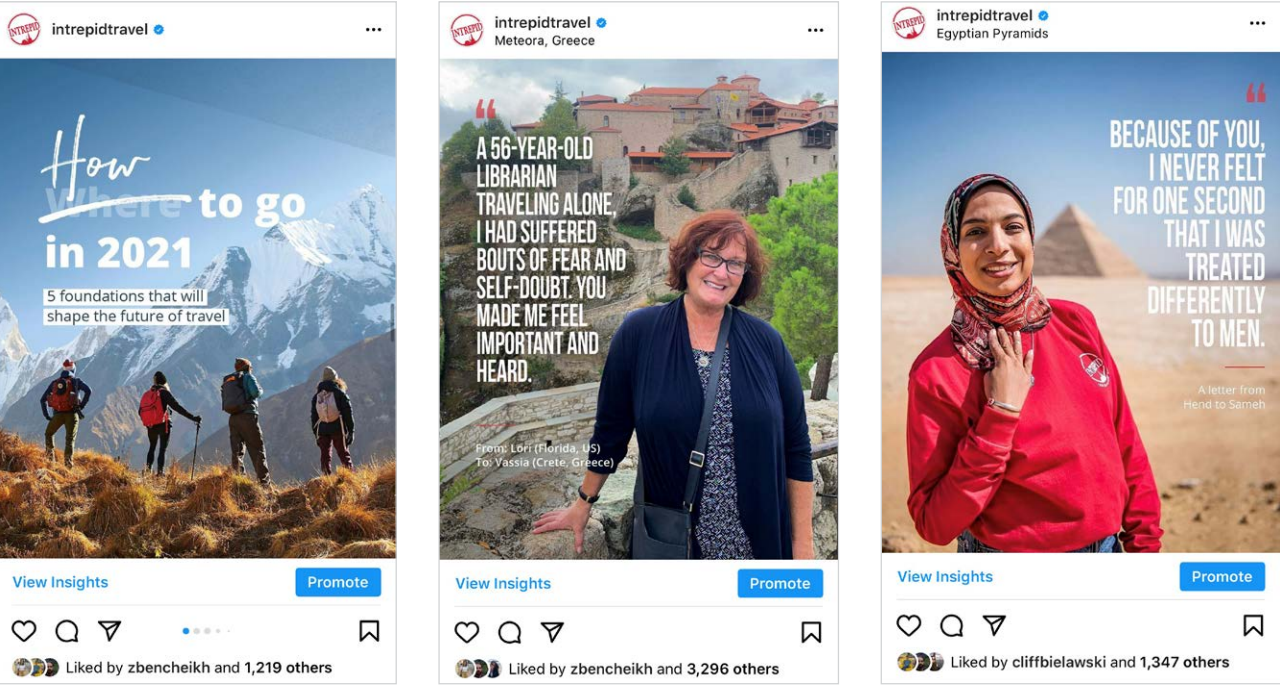 INTREPID
intrepidtravel
How
Where to go
in 2021
5 foundations that will
shape the future of travel
View Insights
Promote
Liked by zbencheikh and 1,219 others
INTREPID
intrepidtravel
Meteora, Greece
“
A 56-YEAR-OLD
LIBRARIAN
TRAVELING ALONE,
I HAD SUFFERED
BOUTS OF FEAR AND
SELF-DOUBT. YOU
MADE ME FEEL
IMPORTANT AND
HEARD.
From: Lori (Florida, US)
To: Vassia (Crete, Greece)
View Insights
Promote
Liked by zbencheikh and 3,296 others
INTREPID
intrepidtravel
Egyptian Pyramids
“
BECAUSE OF YOU,
I NEVER FELT
FOR ONE SECOND
THAT I WAS
TREATED
DIFFERENTLY
TO MEN.
A letter from
Hend to Sameh
INTREPID
View Insights
Promote
Liked by cliffbielawski and 1,347 others